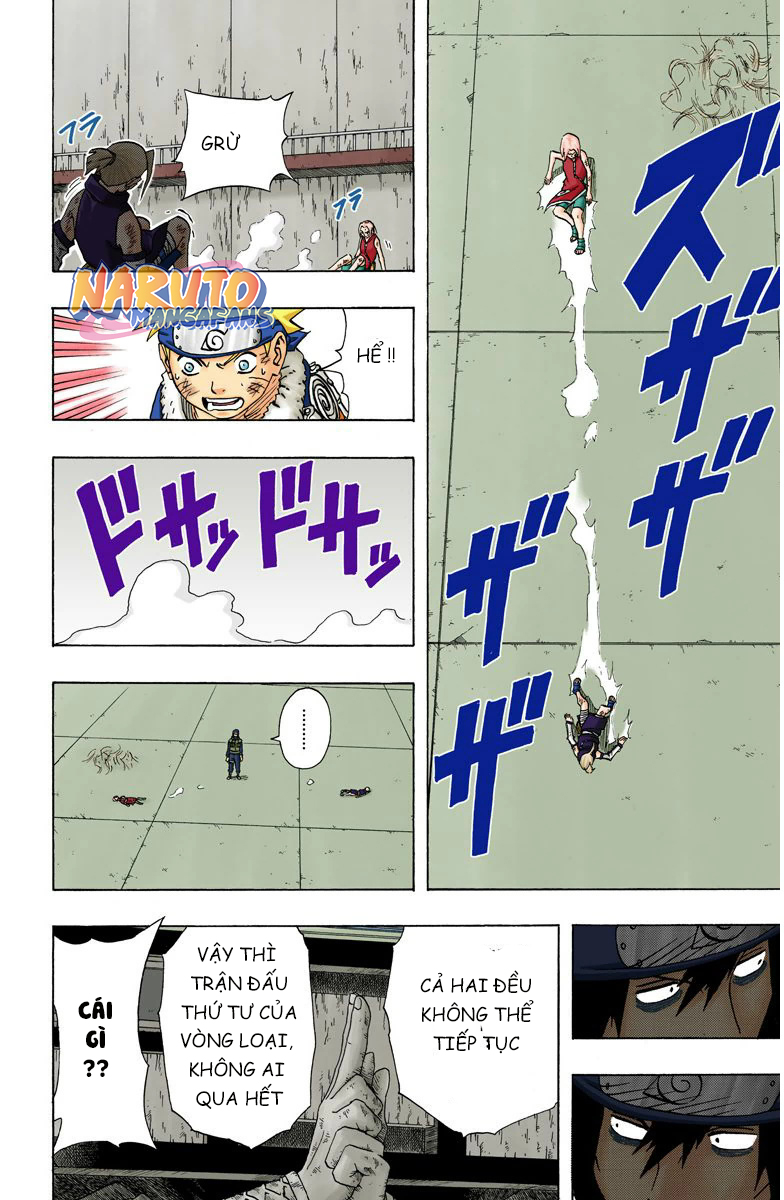 ズザザ
ザザ
フラ
GRỪ
フラ
NARUTO
MANGAFANS
HỂ !!
ドサッ
ドサッ
.........
CẢ HAI ĐỀU
KHÔNG THỂ
TIẾP TỤC
VẬY THÌ
TRẬN ĐẤU
THỨ TƯ CỦA
VÒNG LOẠI,
KHÔNG AI
QUA HẾT
CÁI
GÌ
??